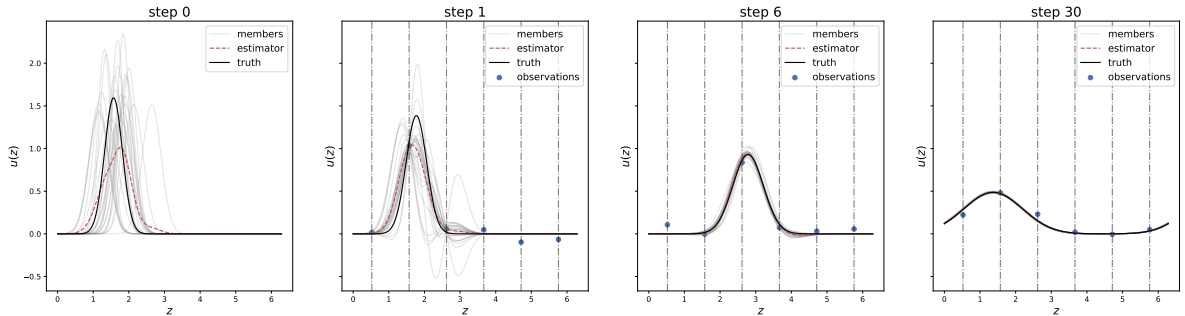 step 0
members
estimator
truth
2.0
1.5
1.0
0.5
0.0
−0.5
u(z)
0 1 2 3 4 5 6
z
step 1
members
estimator
truth
observations
u(z)
0 1 2 3 4 5 6
z
step 6
members
estimator
truth
observations
u(z)
0 1 2 3 4 5 6
z
step 30
members
estimator
truth
observations
u(z)
0 1 2 3 4 5 6
z